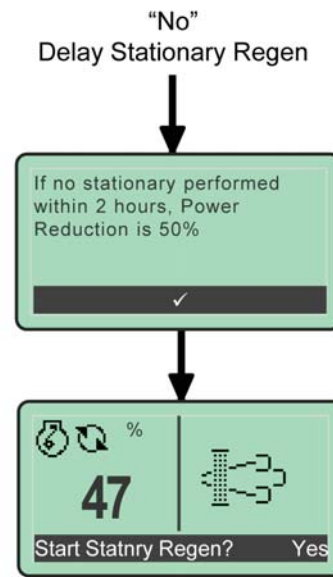 “No”
Delay Stationary Regen
If no stationary performed
within 2 hours, Power
Reduction is 50%
✓
%
47
Start Statnry Regen? Yes